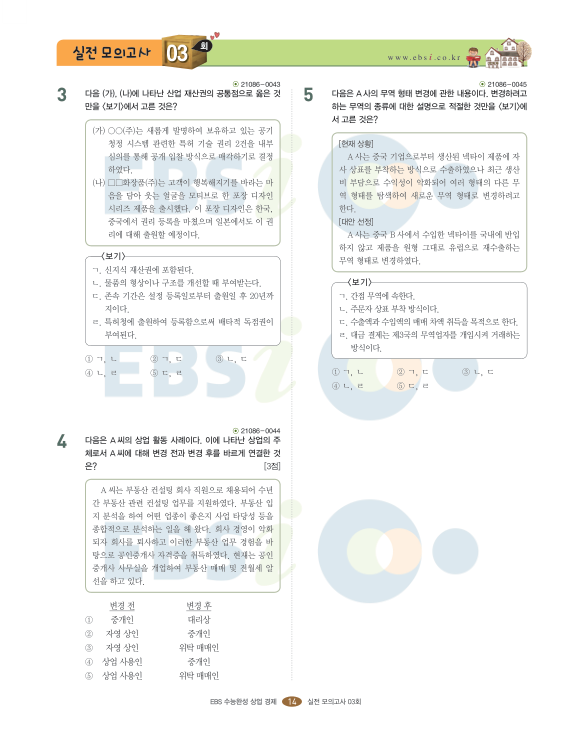 실전 모의고사 03 회
www.ebsi.co.kr
21086-0043
3 다음 (가), (나)에 나타난 산업 재산권의 공통점으로 옳은 것
만을 <보기>에서 고른 것은?
(가) ○○(주)는 새롭게 발명하여 보유하고 있는 공기
청정 시스템 관련한 특허 기술 권리 2건을 내부
심의를 통해 공개 입찰 방식으로 매각하기로 결정
하였다.
(나) □□화장품(주)는 고객이 행복해지기를 바라는 마
음을 담아 웃는 얼굴을 모티브로 한 포장 디자인
시리즈 제품을 출시했다. 이 포장 디자인은 한국,
중국에서 권리 등록을 마쳤으며 일본에서도 이 권
리에 대해 출원할 예정이다.
<보기>
ㄱ. 신지식 재산권에 포함된다.
ㄴ. 물품의 형상이나 구조를 개선할 때 부여받는다.
ㄷ. 존속 기간은 설정 등록일로부터 출원일 후 20년까
지이다.
ㄹ. 특허청에 출원하여 등록함으로써 배타적 독점권이
부여된다.
① ㄱ, ㄴ ② ㄱ, ㄷ ③ ㄴ, ㄷ
④ ㄴ, ㄹ ⑤ ㄷ, ㄹ
21086-0044
4 다음은 A씨의 상업 활동 사례이다. 이에 나타난 상업의 주
체로서 A씨에 대해 변경 전과 변경 후를 바르게 연결한 것
은? [3점]
A씨는 부동산 컨설팅 회사 직원으로 채용되어 수년
간 부동산 관련 컨설팅 업무를 지원하였다. 부동산 입
지 분석을 하여 어떤 업종이 좋은지 사업 타당성 등을
종합적으로 분석하는 일을 해 왔다. 회사 경영이 악화
되자 회사를 퇴사하고 이러한 부동산 업무 경험을 바
탕으로 공인중개사 자격증을 취득하였다. 현재는 공인
중개사 사무실을 개업하여 부동산 매매 및 전월세 알
선을 하고 있다.
변경 전 변경 후
① 중개인 대리상
② 자영 상인 중개인
③ 자영 상인 위탁 매매인
④ 상업 사용인 중개인
⑤ 상업 사용인 위탁 매매인
21086-0045
5 다음은 A사의 무역 형태 변경에 관한 내용이다. 변경하려고
하는 무역의 종류에 대한 설명으로 적절한 것만을 <보기>에
서 고른 것은?
[현재 상황]
A사는 중국 기업으로부터 생산된 넥타이 제품에 자
사 상표를 부착하는 방식으로 수출하였으나 최근 생산
비 부담으로 수익성이 악화되어 여러 형태의 다른 무
역 형태를 탐색하여 새로운 무역 형태로 변경하려고
한다.
[대안 선정]
A사는 중국 B사에서 수입한 넥타이를 국내에 반입
하지 않고 제품을 원형 그대로 유럽으로 재수출하는
무역 형태로 변경하였다.
<보기>
ㄱ. 간접 무역에 속한다.
ㄴ. 주문자 상표 부착 방식이다.
ㄷ. 수출액과 수입액의 매매 차액 취득을 목적으로 한다.
ㄹ. 대금 결제는 제3국의 무역업자를 개입시켜 거래하는
방식이다.
① ㄱ, ㄴ ② ㄱ, ㄷ ③ ㄴ, ㄷ
④ ㄴ, ㄹ ⑤ ㄷ, ㄹ
EBS 수능완성 상업 경제 14 실전 모의고사 03회
EBSi
EBSi
EBSi